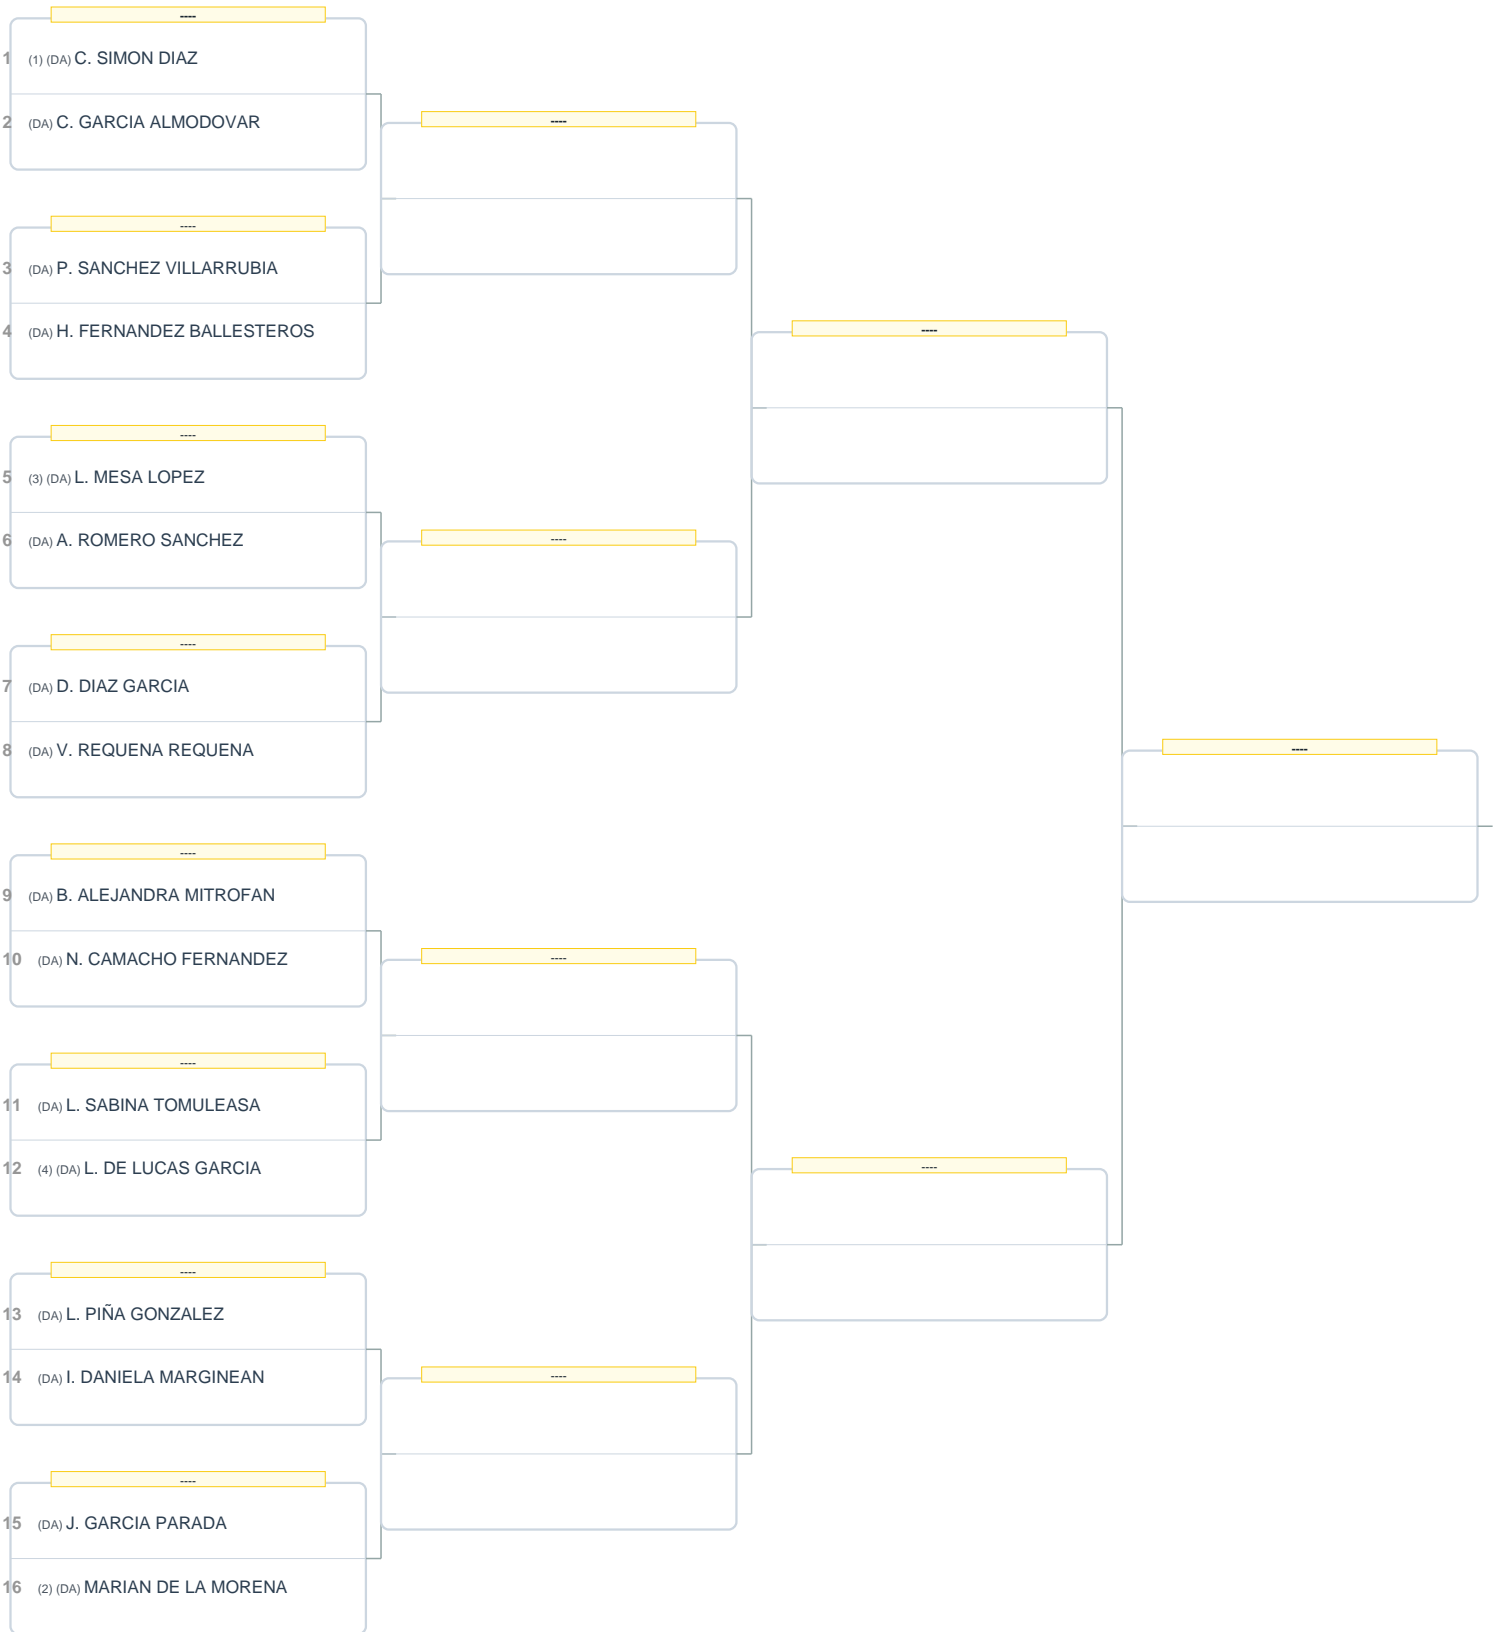 ----
1 (1) (DA) C. SIMON DIAZ
2 (DA) C. GARCIA ALMODOVAR
----
----
3 (DA) P. SANCHEZ VILLARRUBIA
4 (DA) H. FERNANDEZ BALLESTEROS
----
----
5 (3) (DA) L. MESA LOPEZ
6 (DA) A. ROMERO SANCHEZ
----
----
7 (DA) D. DIAZ GARCIA
8 (DA) V. REQUENA REQUENA
----
----
9 (DA) B. ALEJANDRA MITROFAN
10 (DA) N. CAMACHO FERNANDEZ
----
----
11 (DA) L. SABINA TOMULEASA
12 (4) (DA) L. DE LUCAS GARCIA
----
----
13 (DA) L. PIÑA GONZALEZ
14 (DA) I. DANIELA MARGINEAN
----
----
15 (DA) J. GARCIA PARADA
16 (2) (DA) MARIAN DE LA MORENA